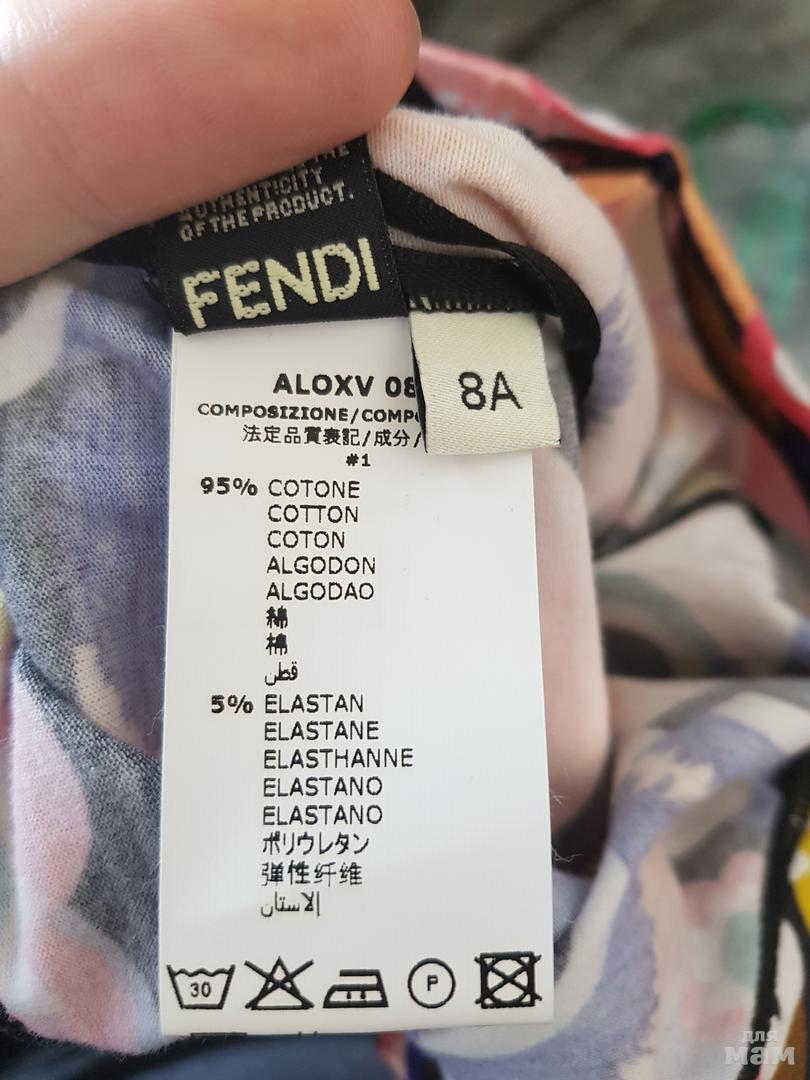 THE
AUTHENTICITY
OF THE PRODUCT.
FENDI
8A
ALOXV 08
COMPOSIZIONE/COMP
法定品質表記/成分/
#1
95% COTONE
COTTON
COTON
ALGODON
ALGODAO
綿
棉
قطن
5% ELASTAN
ELASTANE
ELASTHANNE
ELASTANO
ELASTANO
ポリウレタン
弹性纤维
الاستان
30
P
для
мам